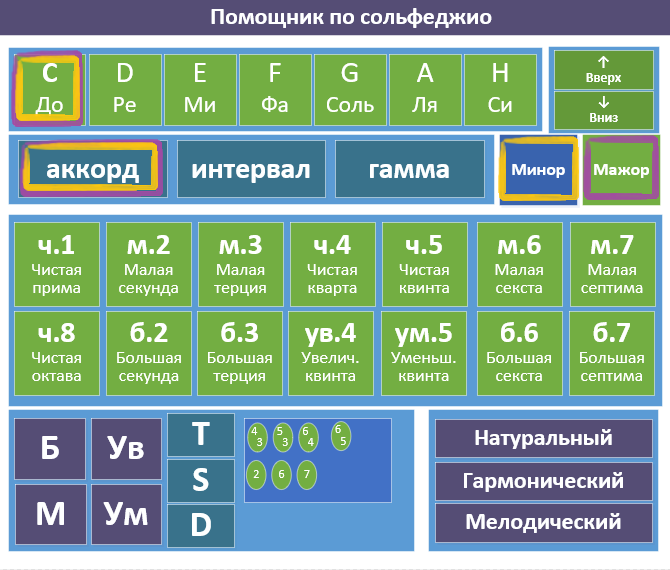 Помощник по сольфеджио
C D E F G A H
До Ре Ми Фа Соль Ля Си
↑
Вверх
↓
Вниз
аккорд интервал гамма Минор Мажор
ч.1 м.2 м.3 ч.4 ч.5 м.6 м.7
Чистая Малая Малая Чистая Чистая Малая Малая
прима секунда терция кварта квинта секста септима
ч.8 б.2 б.3 ув.4 ум.5 б.6 б.7
Чистая Большая Большая Увелич. Уменьш. Большая Большая
октава секунда терция квинта квинта секста септима
Б Ув
М Ум
T
S
D
4 3 5 3 6 4 6 5
2 6 7
Натуральный
Гармонический
Мелодический